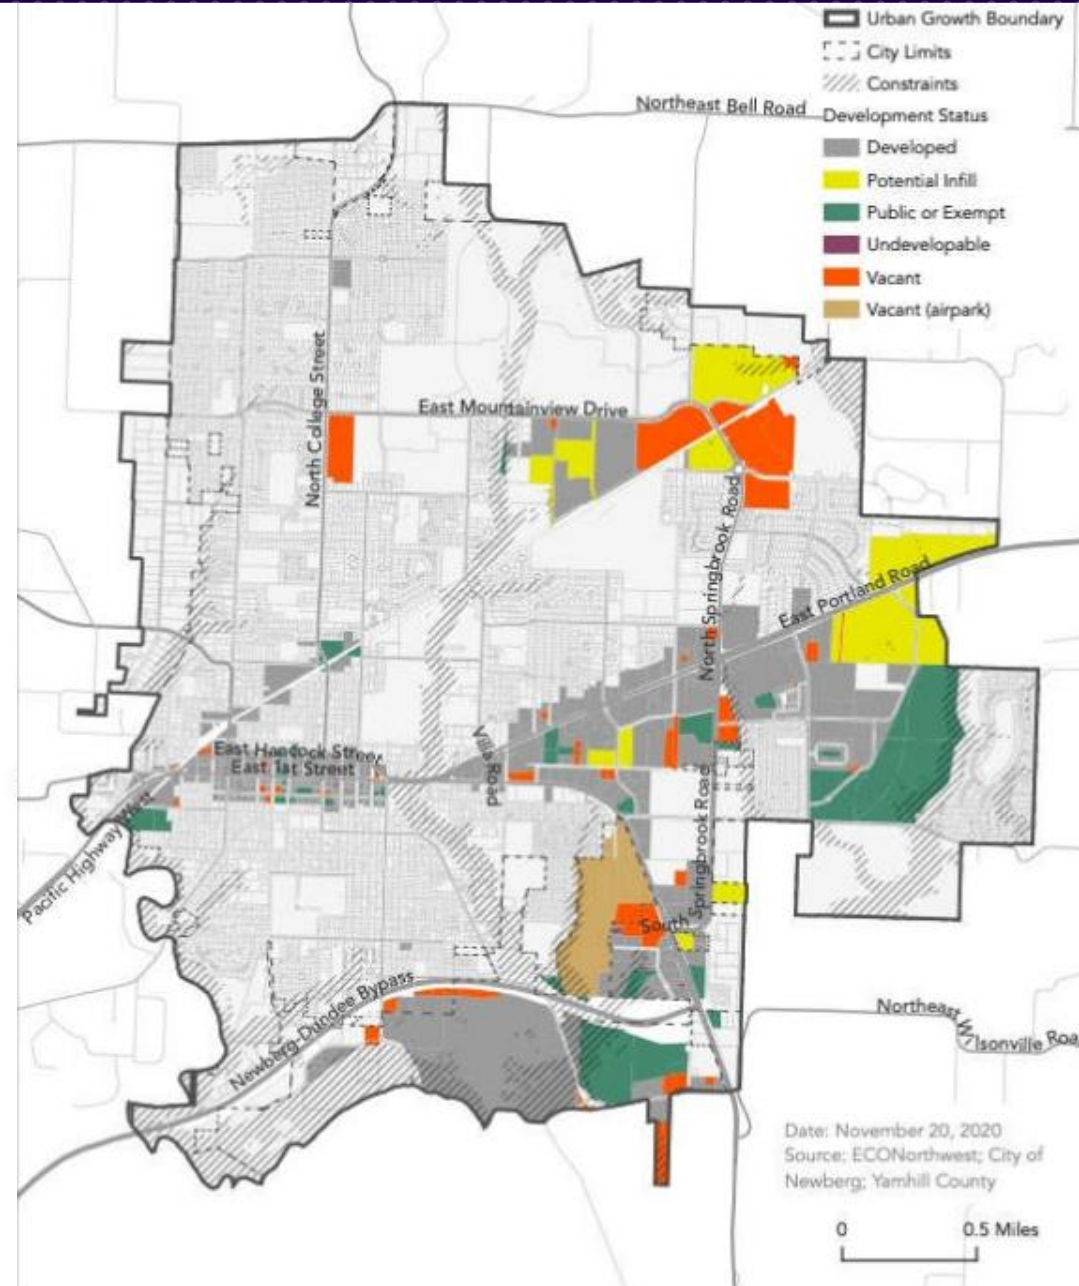 Urban Growth Boundary
City Limits
Constraints
Northeast Bell Road
Development Status
Developed
Potential Infill
Public or Exempt
Undevelopable
Vacant
Vacant (airpark)
North College Street
East Mountainview Drive
North Springbrook Road
East Portland Road
East Hancock Street
East 1st Street
Villa Road
Pacific Highway West
South Springbrook Road
Newberg-Dundee Bypass
Northeast Wilsonville Roa
Date: November 20, 2020
Source: ECONorthwest; City of
Newberg; Yamhill County
0 0.5 Miles